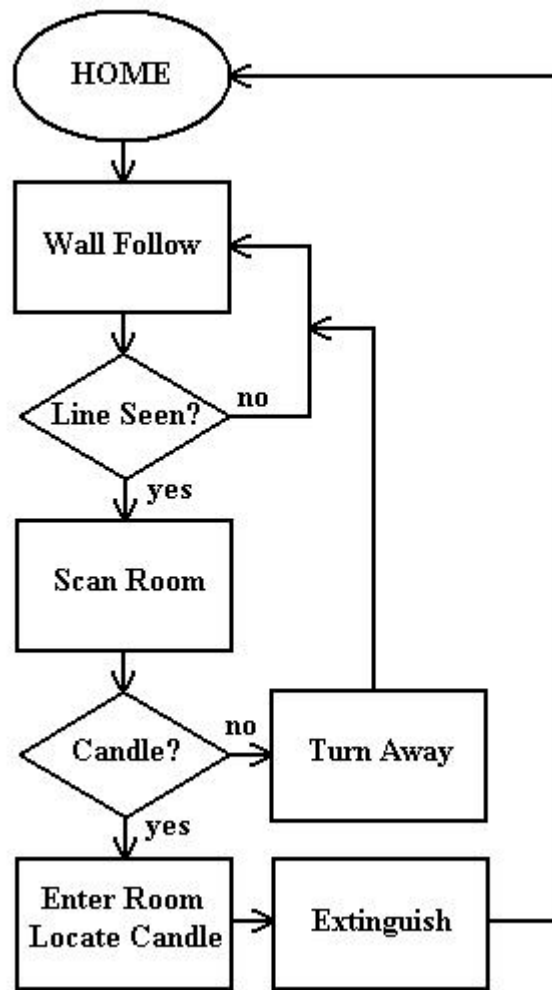 HOME
Wall Follow
Line Seen?
no
yes
Scan Room
Candle?
no
Turn Away
yes
Enter Room
Locate Candle
Extinguish